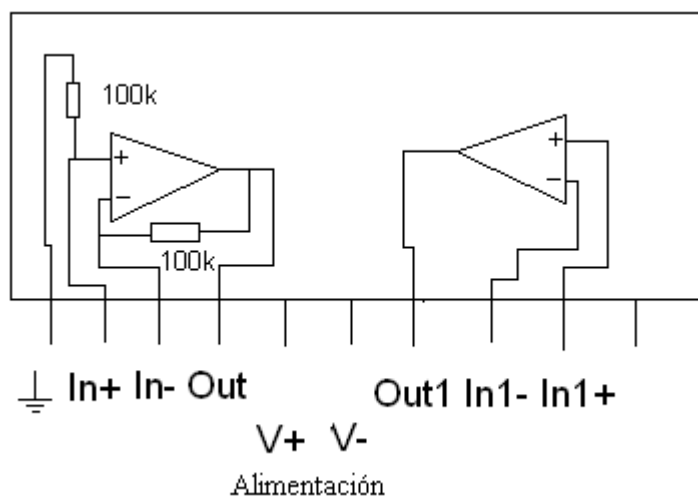 100k
+
+
−
−
100k
In+ In- Out
Out1 In1- In1+
V+ V-
Alimentación